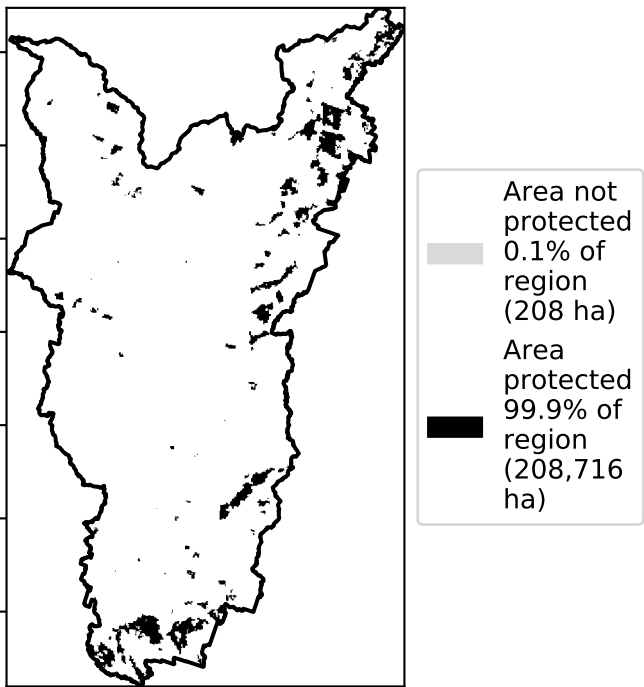 Area not
protected
0.1% of
region
(208 ha)
Area
protected
99.9% of
region
(208,716
ha)